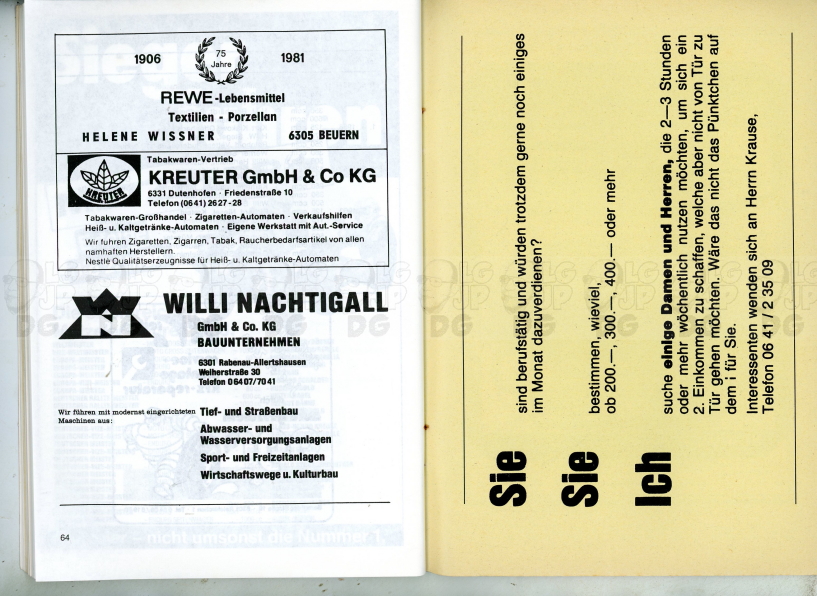 1906
75
Jahre
1981
REWE-Lebensmittel
Textilien - Porzellan
HELENE WISSNER 6305 BEUERN
KREUTER
Tabakwaren-Vertrieb
KREUTER GmbH & Co KG
6331 Dutenhofen · Friedenstraße 10
Telefon (06 41) 26 27 - 28
Tabakwaren-Großhandel · Zigaretten-Automaten · Verkaufshilfen
Heiß- u. Kaltgetränke-Automaten · Eigene Werkstatt mit Aut.-Service
Wir führen Zigaretten, Zigarren, Tabak, Raucherbedarfsartikel von allen
namhaften Herstellern.
Nestlé Qualitätserzeugnisse für Heiß- u. Kaltgetränke-Automaten
WN
WILLI NACHTIGALL
GmbH & Co. KG
BAUUNTERNEHMEN
6301 Rabenau-Allertshausen
Weiherstraße 30
Telefon 0 64 07/70 41
Wir führen mit modernst eingerichteten
Maschinen aus:
Tief- und Straßenbau
Abwasser- und
Wasserversorgungsanlagen
Sport- und Freizeitanlagen
Wirtschaftswege u. Kulturbau
64
Sie
sind berufstätig und würden trotzdem gerne noch einiges
im Monat dazuverdienen?
Sie
bestimmen, wieviel,
ob 200.—, 300.—, 400.— oder mehr
Ich
suche einige Damen und Herren, die 2—3 Stunden
oder mehr wöchentlich nutzen möchten, um sich ein
2. Einkommen zu schaffen, welche aber nicht von Tür zu
Tür gehen möchten. Wäre das nicht das Pünktchen auf
dem i für Sie.
Interessenten wenden sich an Herrn Krause,
Telefon 06 41 / 2 35 09